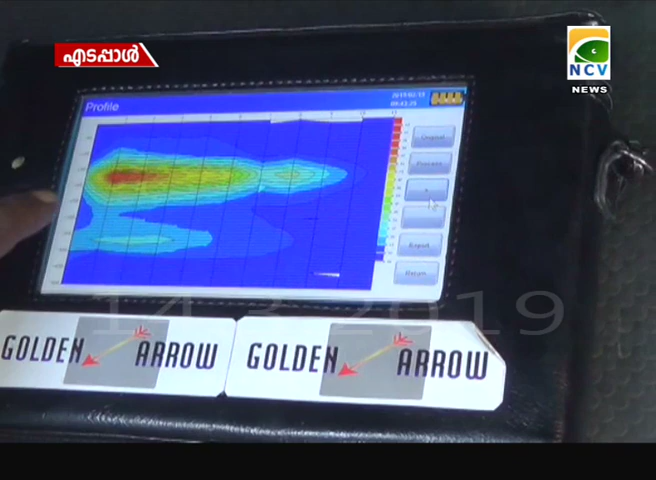 എടപ്പാൾ
NCV
NEWS
Profile
Original
Process
Export
Return
14.3.2019
GOLDEN ARROW
GOLDEN ARROW